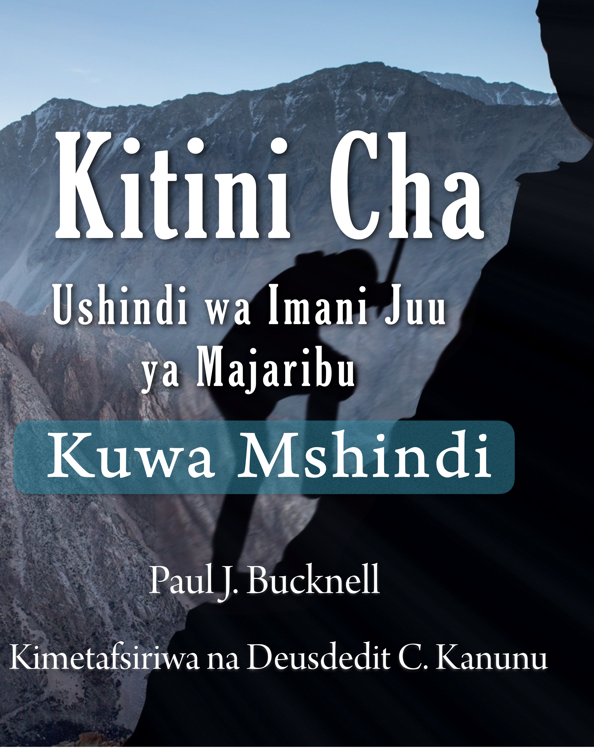 Kitini Cha
Ushindi wa Imani Juu
ya Majaribu
Kuwa Mshindi
Paul J. Bucknell
Kimetafsiriwa na Deusdedit C. Kanunu